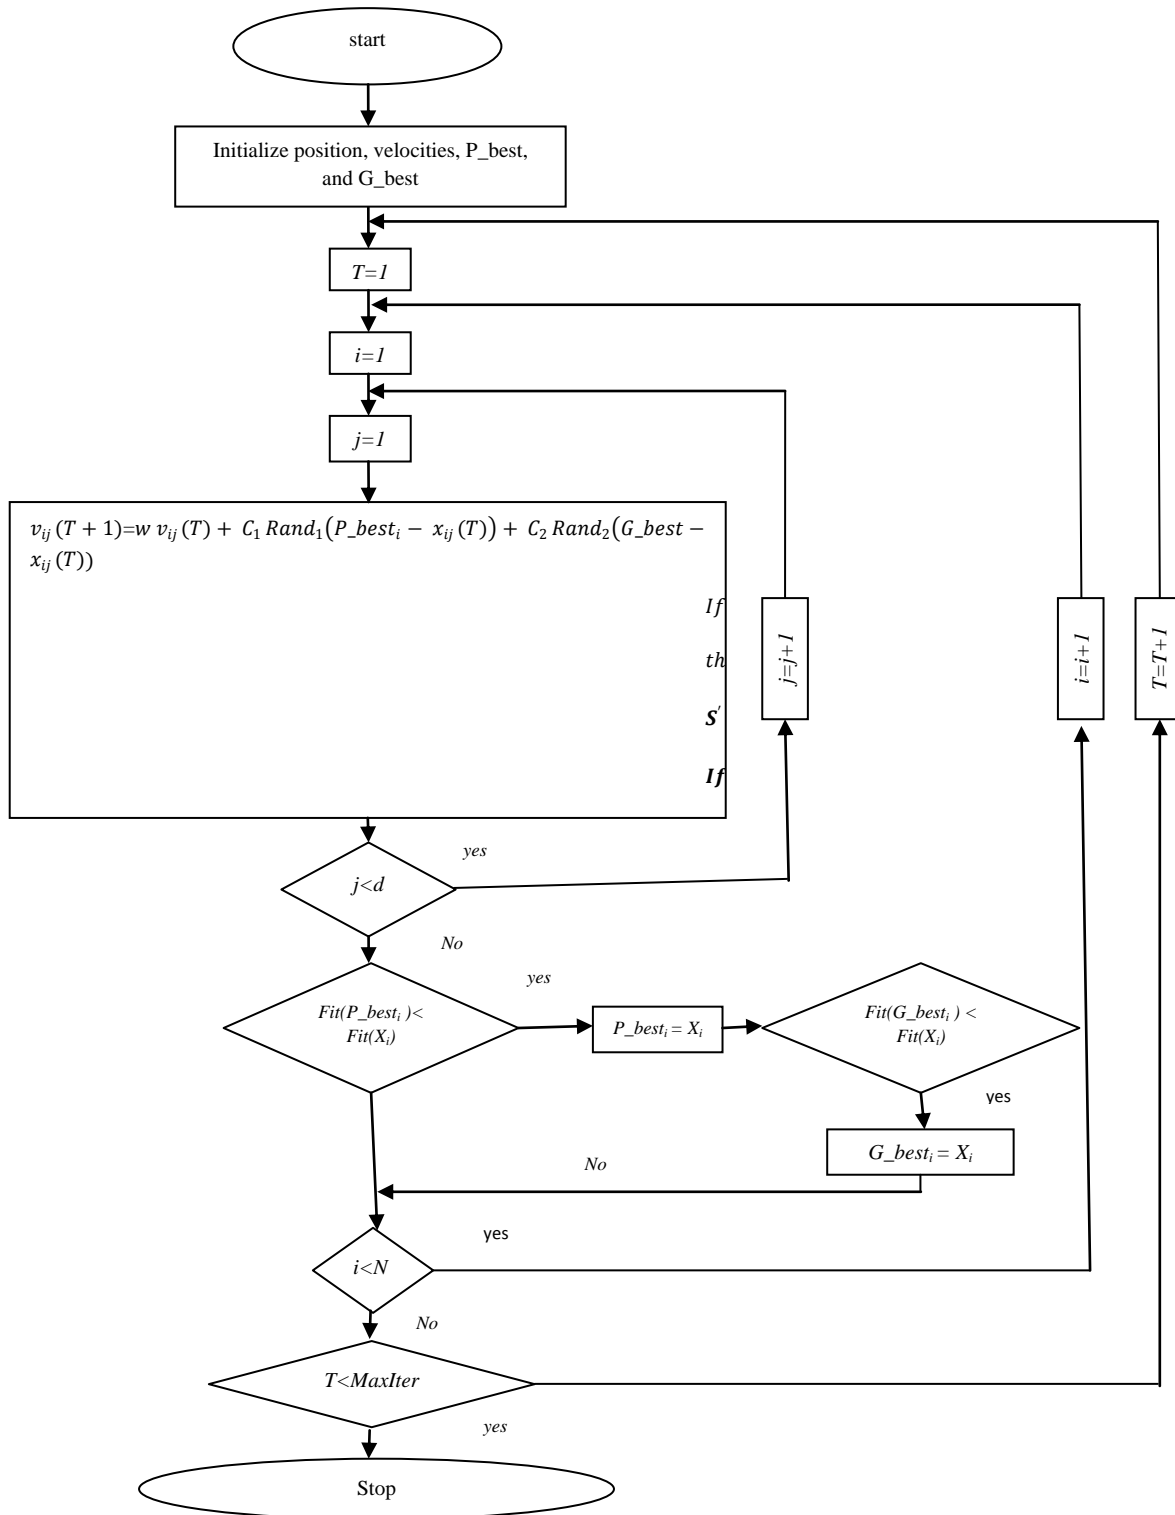 start
Initialize position, velocities, P_best,
and G_best
T=1
i=1
j=1
v_ij(T + 1)=w v_ij(T) + C_1 Rand_1(P_best_i − x_ij(T)) + C_2 Rand_2(G_best −
x_ij(T))
If
th
S′
If
j=j+1
i=i+1
T=T+1
j<d
yes
No
Fit(P_best_i )<
Fit(X_i)
yes
P_best_i = X_i
Fit(G_best_i ) <
Fit(X_i)
yes
G_best_i = X_i
No
i<N
yes
No
T<MaxIter
yes
Stop